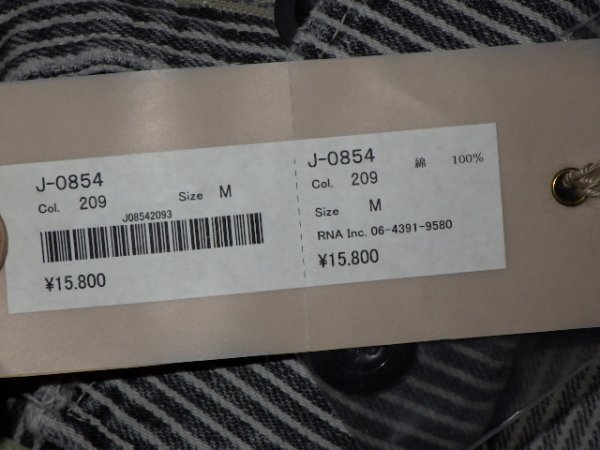 J-0854
Col. 209 Size M
J08542093
¥15.800
J-0854 綿 100%
Col. 209
Size M
RNA Inc. 06-4391-9580
¥15.800